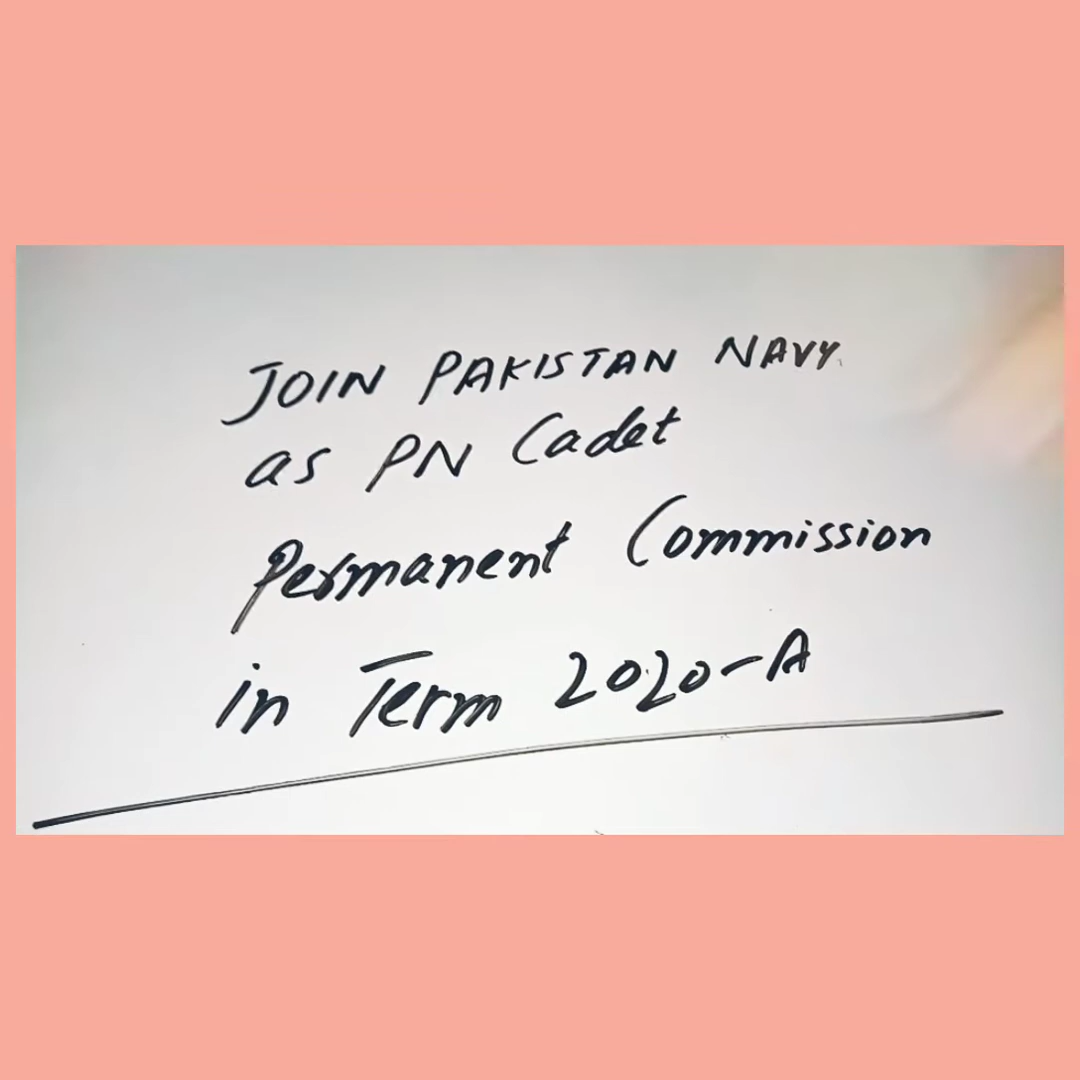 JOIN PAKISTAN NAVY
as PN Cadet
Permanent Commission
in Term 2020-A